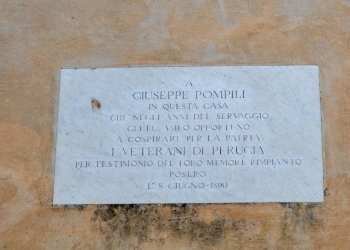 A
GIUSEPPE POMPILI
IN QUESTA CASA
CHE NEGLI ANNI DEL SERVAGGIO
GLI FU ASILO OPPORTUNO
A COSPIRARE PER LA PATRIA
I VETERANI DI PERUGIA
PER TESTIMONIO DEL LORO MEMORE RIMPIANTO
POSERO
L'8 GIUGNO 1890